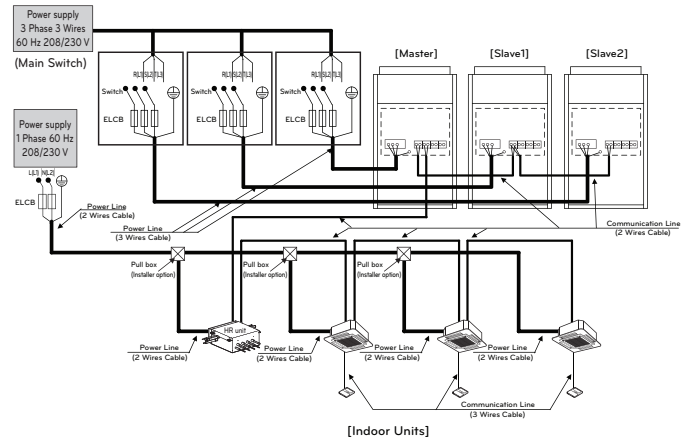 Power supply
3 Phase 3 Wires
60 Hz 208/230 V
(Main Switch)
[Master]
[Slave1]
[Slave2]
R(L1) S(L2) T(L3)
R(L1) S(L2) T(L3)
R(L1) S(L2) T(L3)
Switch
Switch
Switch
ELCB
ELCB
ELCB
Power supply
1 Phase 60 Hz
208/230 V
L(L1) N(L2)
ELCB
Power Line
(2 Wires Cable)
Power Line
(3 Wires Cable)
Communication Line
(2 Wires Cable)
Pull box
(Installer option)
Pull box
(Installer option)
Pull box
(Installer option)
HR unit
Power Line
(2 Wires Cable)
Power Line
(2 Wires Cable)
Power Line
(2 Wires Cable)
Power Line
(2 Wires Cable)
Communication Line
(3 Wires Cable)
[Indoor Units]